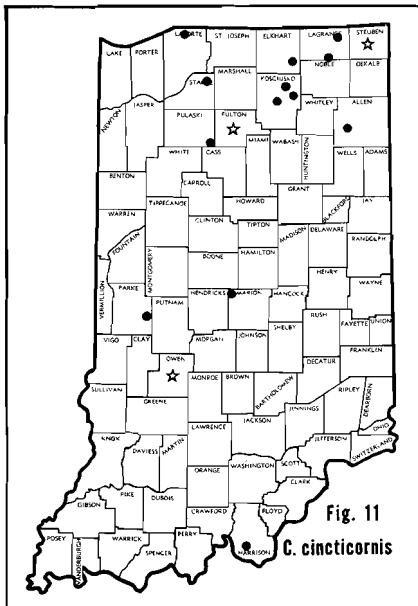 LAPORTE ST JOSEPH ELKHART LAGRANGE STEUBEN
LAKE PORTER
NOBLE DEKALB
MARSHALL
STARKE KOSCIUSKO
WHITLEY ALLEN
NEWTON JASPER PULASKI FULTON
MIAMI WABASH HUNTINGTON
WHITE CASS WELLS ADAMS
BENTON CARROLL GRANT
HOWARD BLACKFORD JAY
WARREN TIPPECANOE
CLINTON TIPTON MADISON DELAWARE RANDOLPH
FOUNTAIN MONTGOMERY BOONE HAMILTON
VERMILLION HENRY WAYNE
PARKE PUTNAM HENDRICKS MARION HANCOCK
RUSH FAYETTE UNION
SHELBY
VIGO CLAY MORGAN JOHNSON FRANKLIN
OWEN DECATUR
SULLIVAN MONROE BROWN BARTHOLOMEW RIPLEY DEARBORN
GREENE JENNINGS
JACKSON OHIO
KNOX DAVIESS MARTIN LAWRENCE JEFFERSON SWITZERLAND
WASHINGTON SCOTT
ORANGE CLARK
GIBSON PIKE DUBOIS
CRAWFORD FLOYD
POSEY VANDERBURGH WARRICK SPENCER PERRY HARRISON
Fig. 11
C. cincticornis